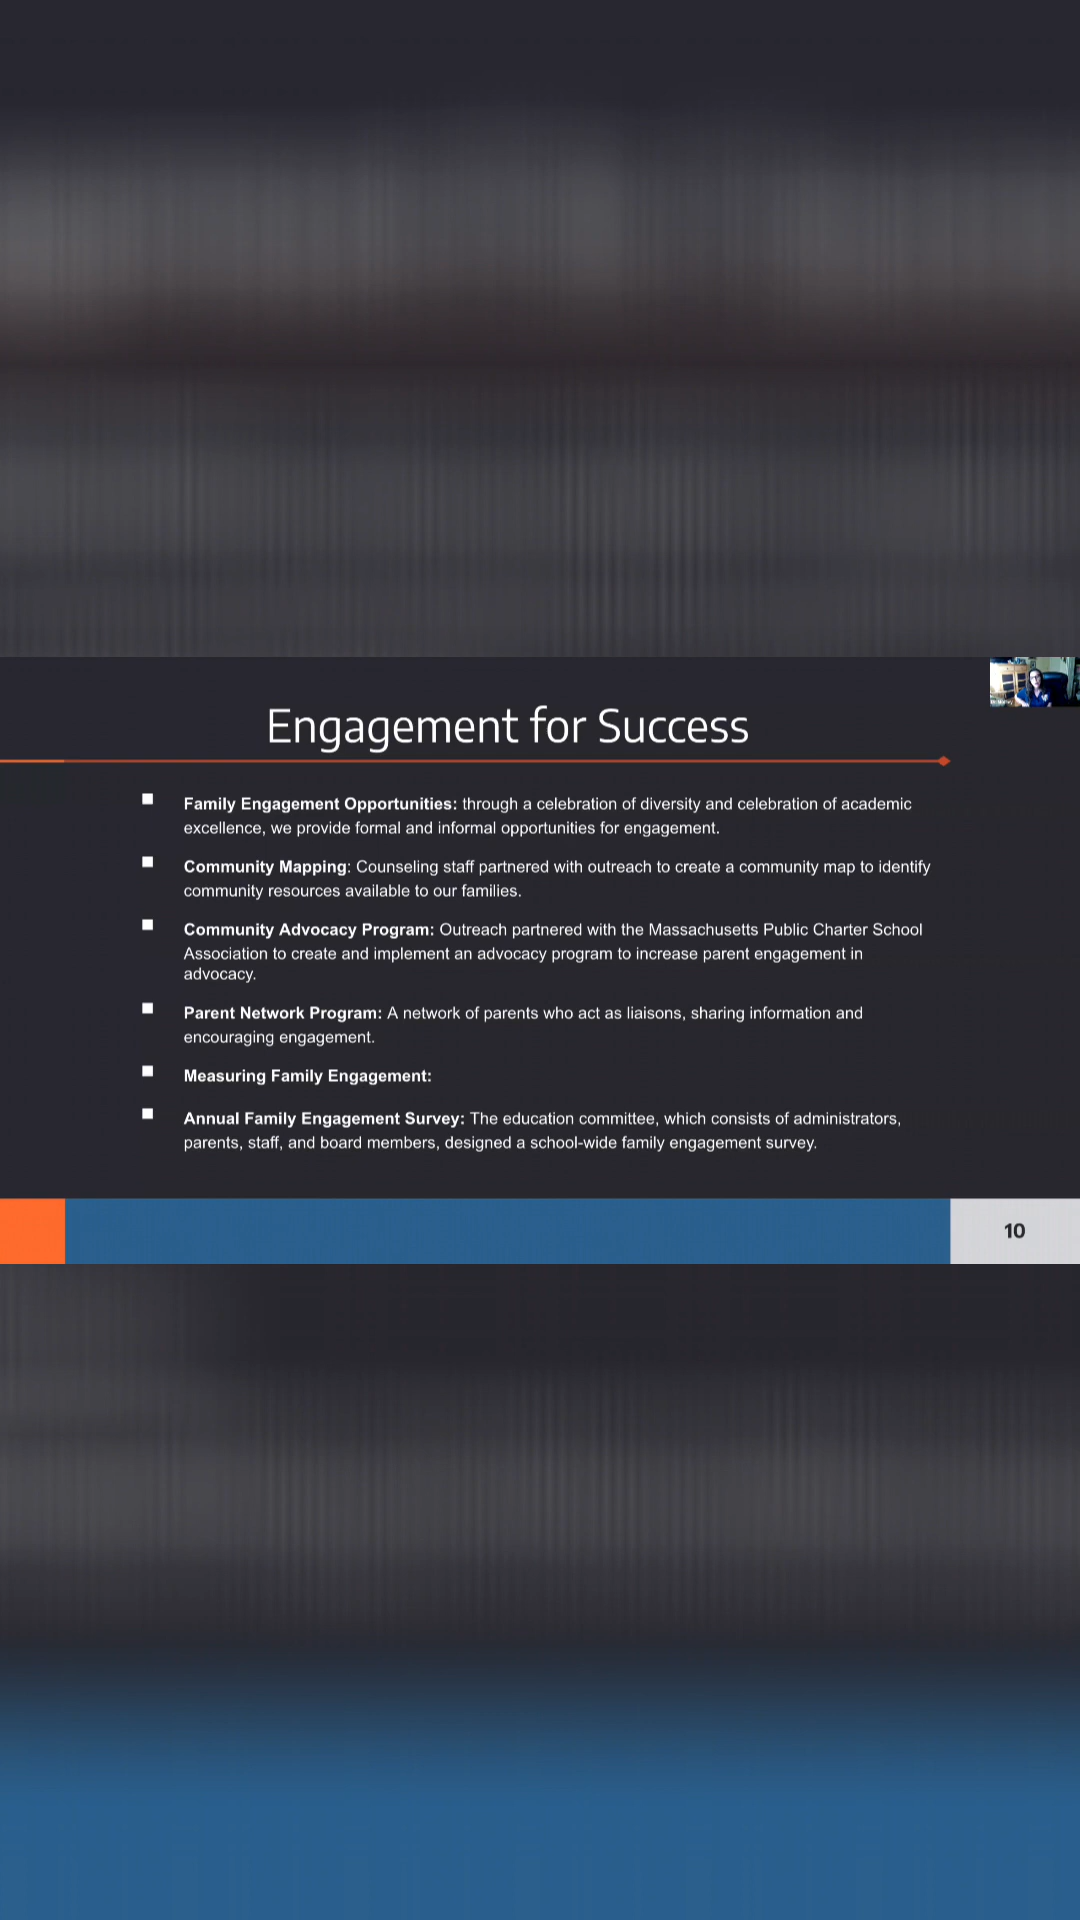 Engagement for Success
Family Engagement Opportunities: through a celebration of diversity and celebration of academic
excellence, we provide formal and informal opportunities for engagement.
Community Mapping: Counseling staff partnered with outreach to create a community map to identify
community resources available to our families.
Community Advocacy Program: Outreach partnered with the Massachusetts Public Charter School
Association to create and implement an advocacy program to increase parent engagement in
advocacy.
Parent Network Program: A network of parents who act as liaisons, sharing information and
encouraging engagement.
Measuring Family Engagement:
Annual Family Engagement Survey: The education committee, which consists of administrators,
parents, staff, and board members, designed a school-wide family engagement survey.
10